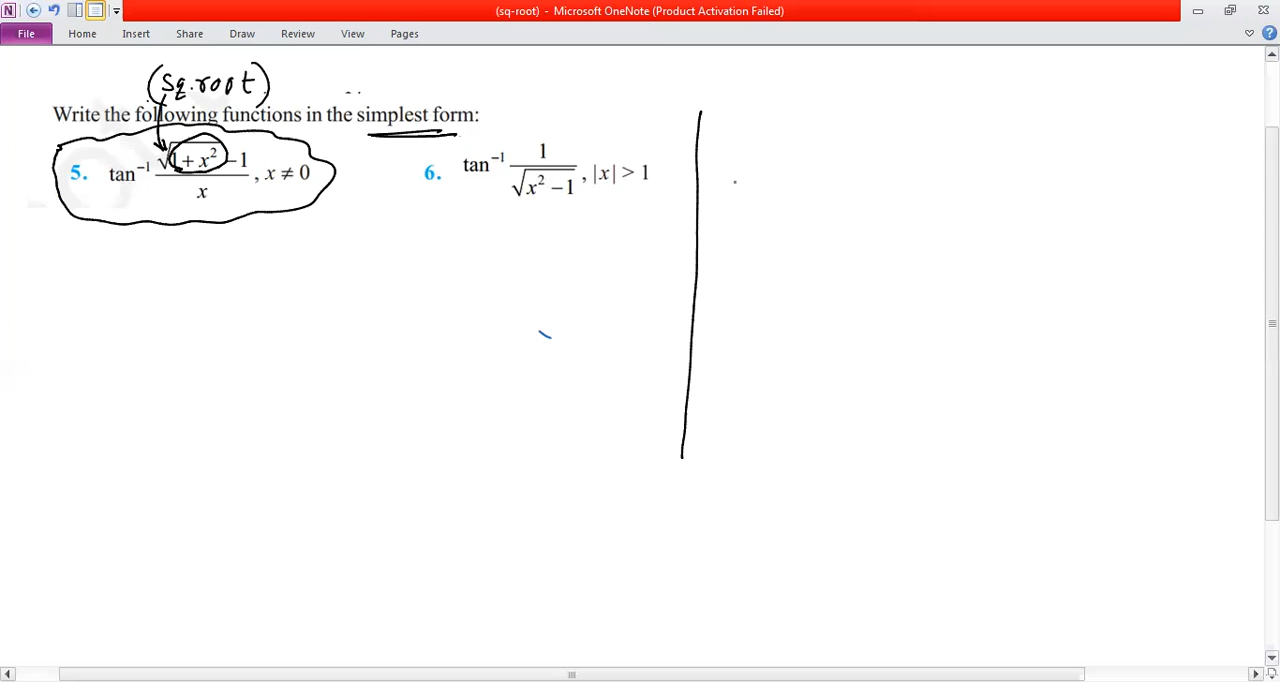 (sq-root) - Microsoft OneNote (Product Activation Failed)
File Home Insert Share Draw Review View Pages
(sq.root)
Write the following functions in the simplest form:
5. tan⁻¹ (√(1 + x²) −1)/x , x ≠ 0
6. tan⁻¹ 1/√(x² −1) , |x| > 1